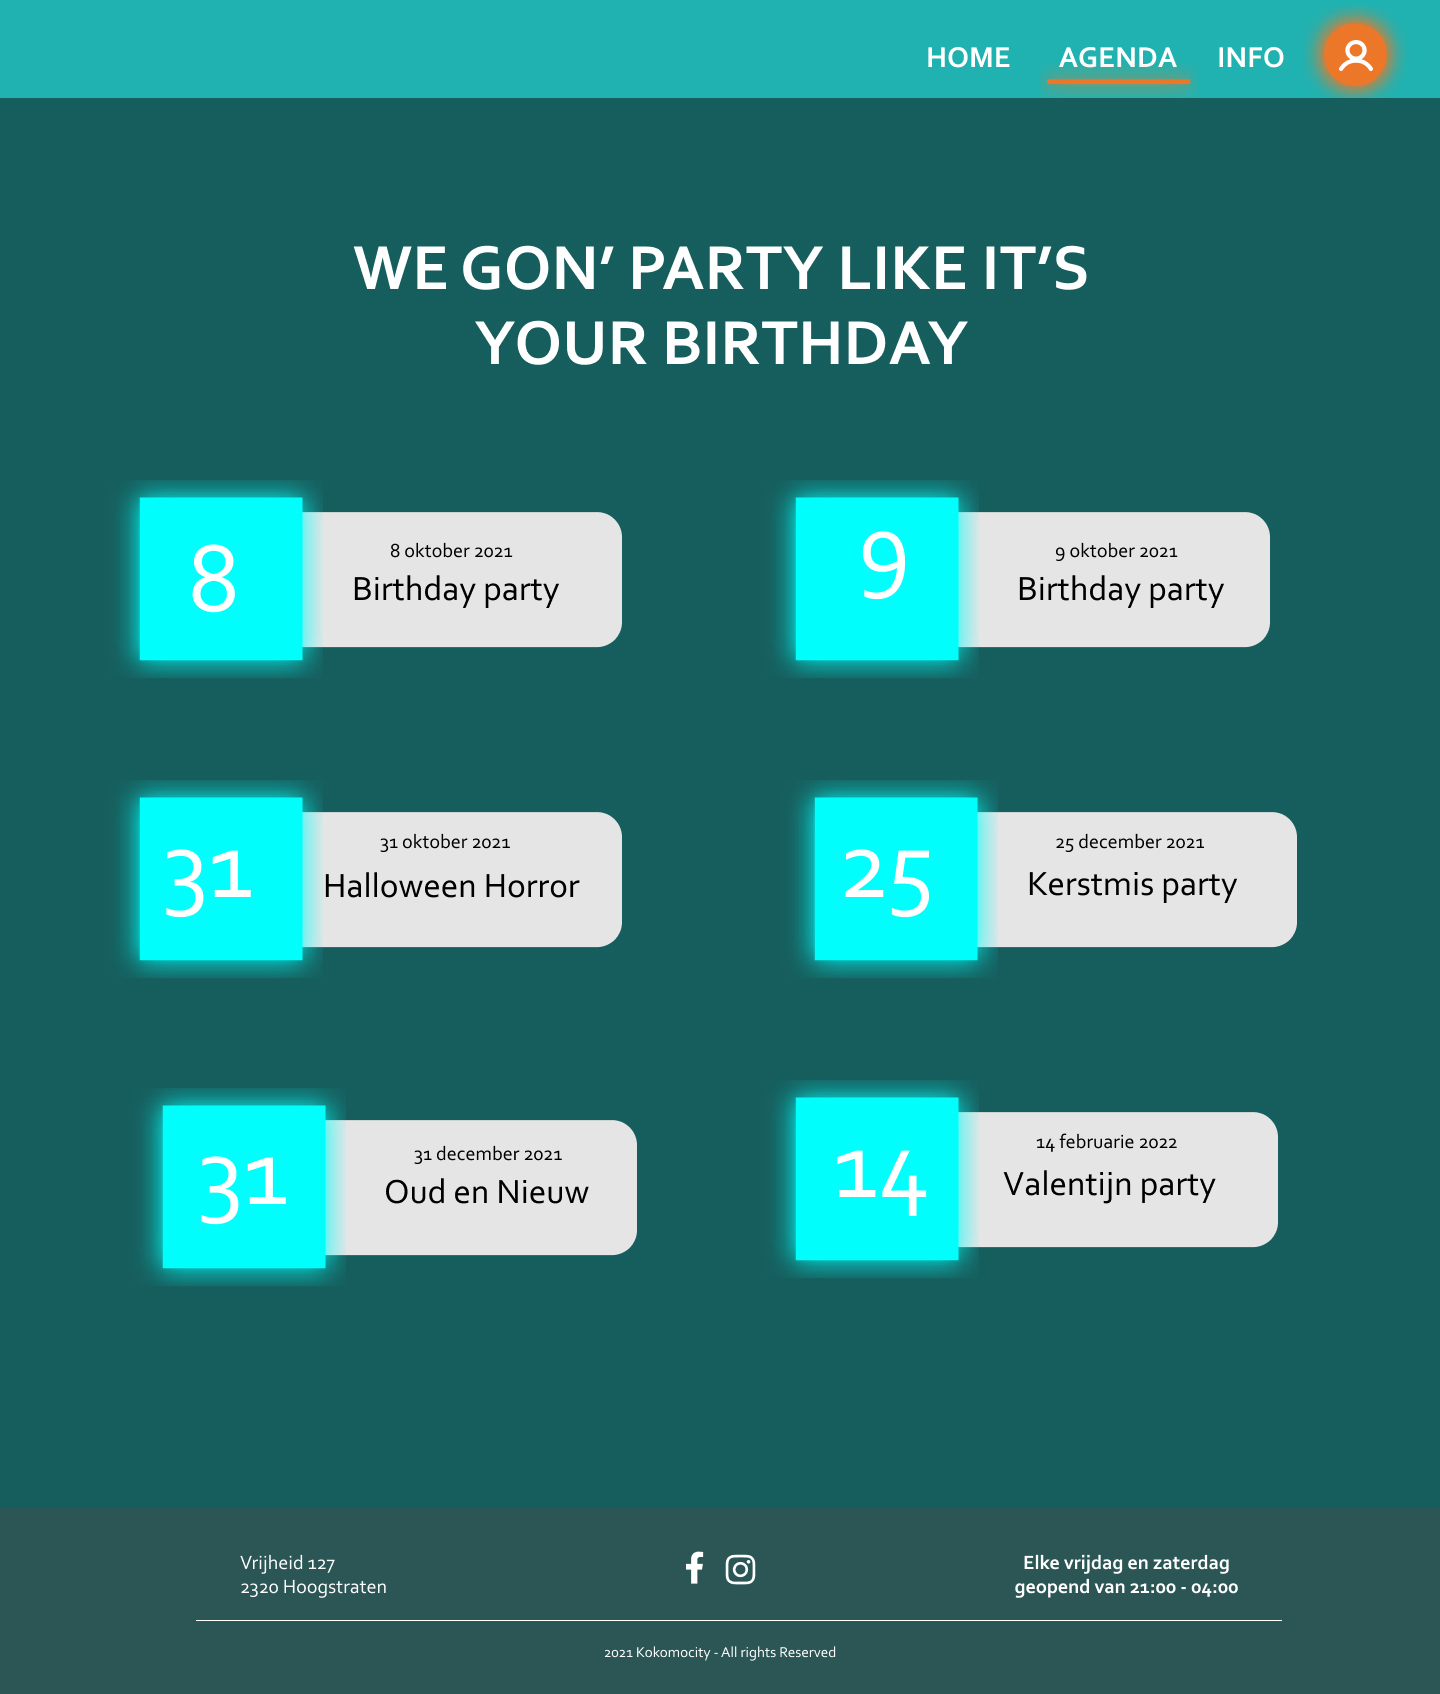 HOME AGENDA INFO
WE GON’ PARTY LIKE IT’S
YOUR BIRTHDAY
8
8 oktober 2021
Birthday party
9
9 oktober 2021
Birthday party
31
31 oktober 2021
Halloween Horror
25
25 december 2021
Kerstmis party
31
31 december 2021
Oud en Nieuw
14
14 februarie 2022
Valentijn party
Vrijheid 127
2320 Hoogstraten
Elke vrijdag en zaterdag
geopend van 21:00 - 04:00
2021 Kokomocity - All rights Reserved